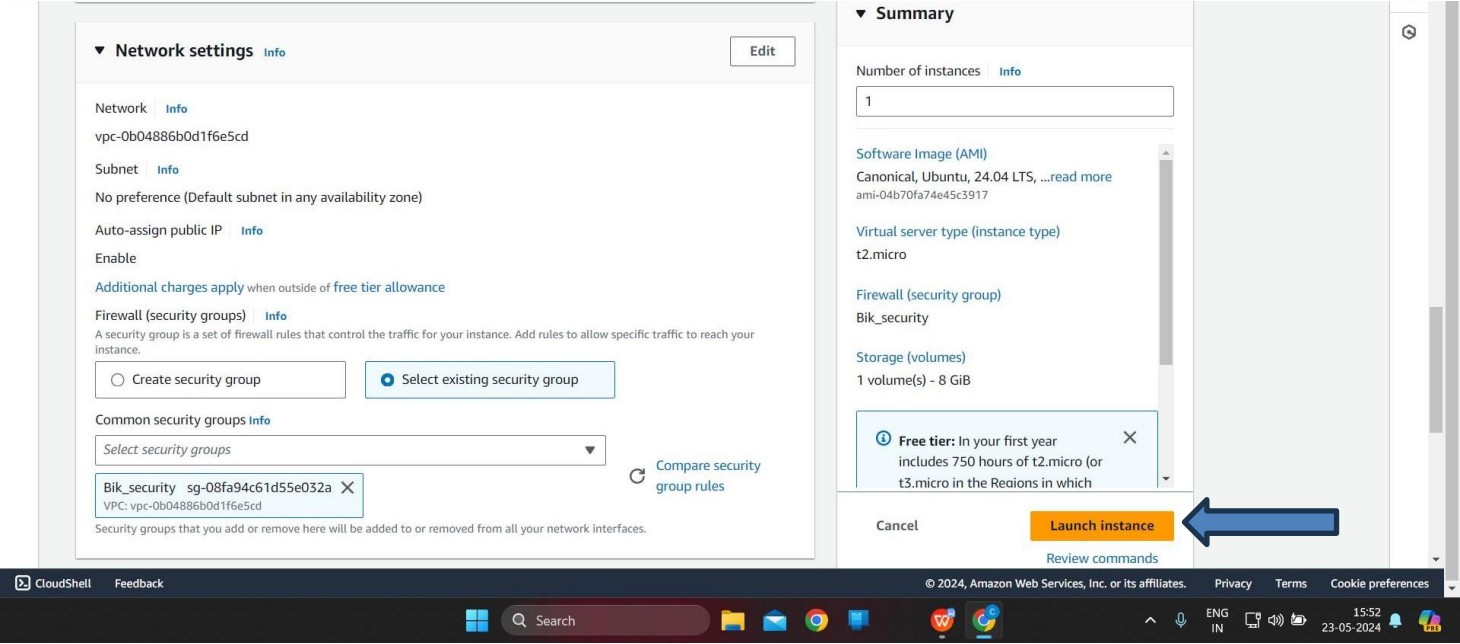 Network settings Info
Edit
Network Info
vpc-0b04886b0d1f6e5cd
Subnet Info
No preference (Default subnet in any availability zone)
Auto-assign public IP Info
Enable
Additional charges apply when outside of free tier allowance
Firewall (security groups) Info
A security group is a set of firewall rules that control the traffic for your instance. Add rules to allow specific traffic to reach your
instance.
Create security group
Select existing security group
Common security groups Info
Select security groups
Bik_security sg-08fa94c61d55e032a
VPC: vpc-0b04886b0d1f6e5cd
Compare security
group rules
Security groups that you add or remove here will be added to or removed from all your network interfaces.
Summary
Number of instances Info
1
Software Image (AMI)
Canonical, Ubuntu, 24.04 LTS, ...read more
ami-04b70fa74e45c3917
Virtual server type (instance type)
t2.micro
Firewall (security group)
Bik_security
Storage (volumes)
1 volume(s) - 8 GiB
Free tier: In your first year
includes 750 hours of t2.micro (or
t3.micro in the Regions in which
Cancel
Launch instance
Review commands
CloudShell Feedback
© 2024, Amazon Web Services, Inc. or its affiliates. Privacy Terms Cookie preferences
Search
ENG
IN
15:52
23-05-2024
PRE